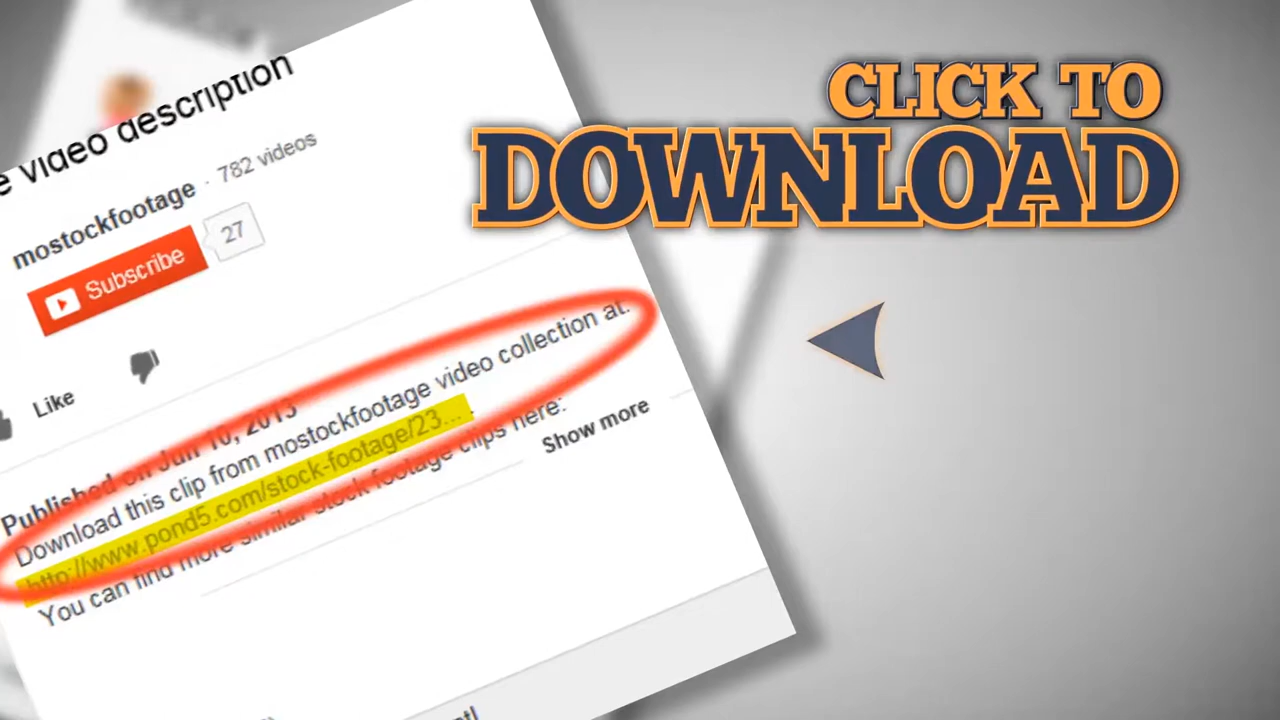 CLICK TO
DOWNLOAD
e video description
mostockfootage · 782 videos
Subscribe 27
Like
Published on Jun 10, 2013
Download this clip from mostockfootage video collection at:
http://www.pond5.com/stock-footage/23... .
You can find more similar stock footage clips here:
Show more